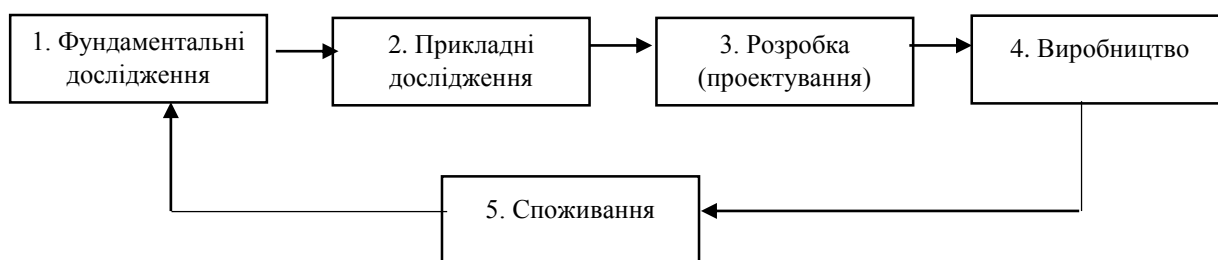 1. Фундаментальні
дослідження
2. Прикладні
дослідження
3. Розробка
(проектування)
4. Виробництво
5. Споживання